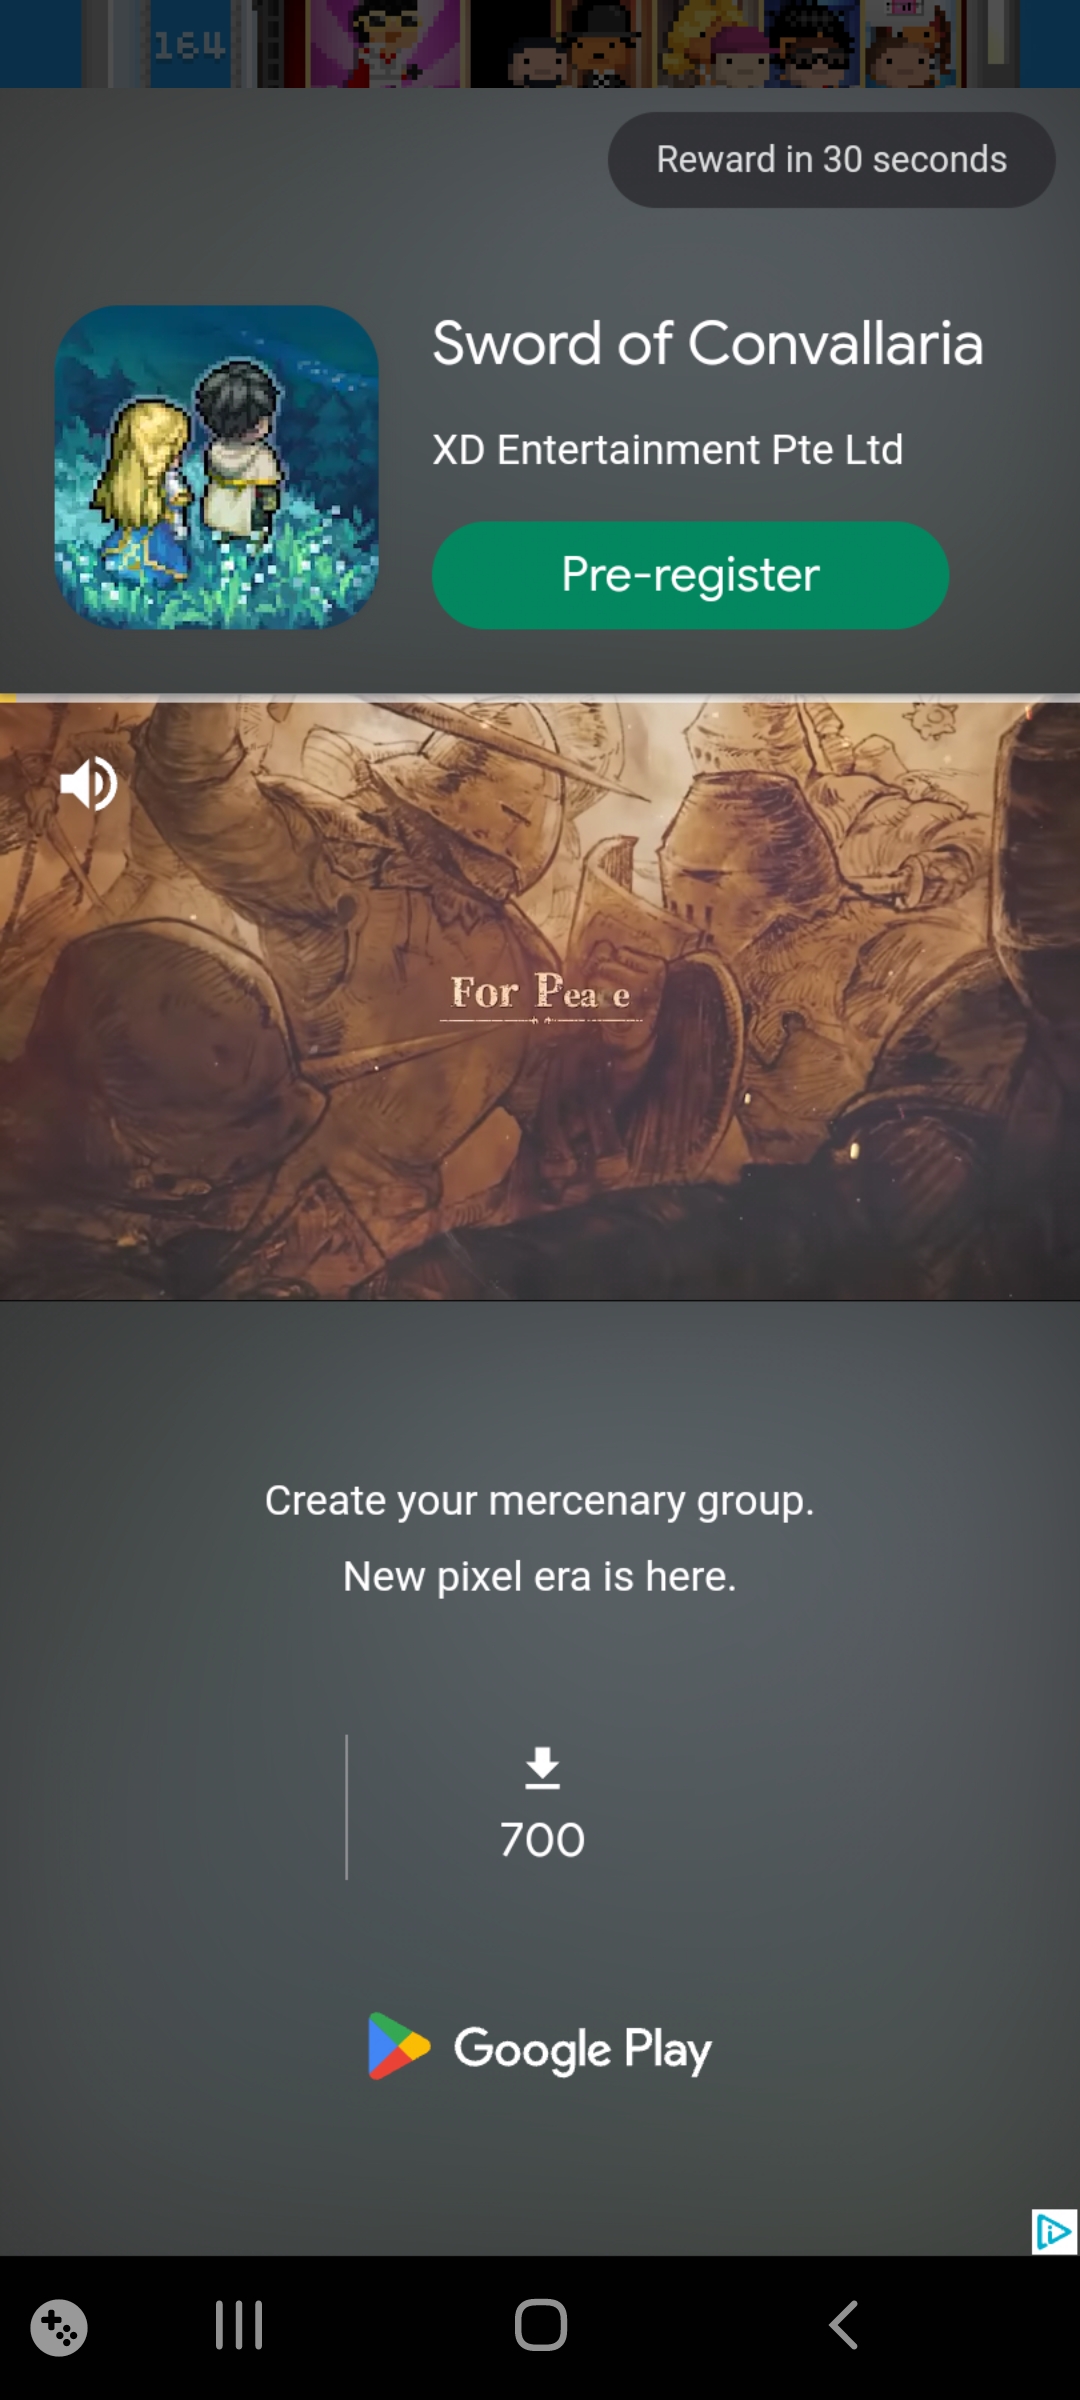 164
Reward in 30 seconds
Sword of Convallaria
XD Entertainment Pte Ltd
Pre-register
For Peace
Create your mercenary group.
New pixel era is here.
700
Google Play